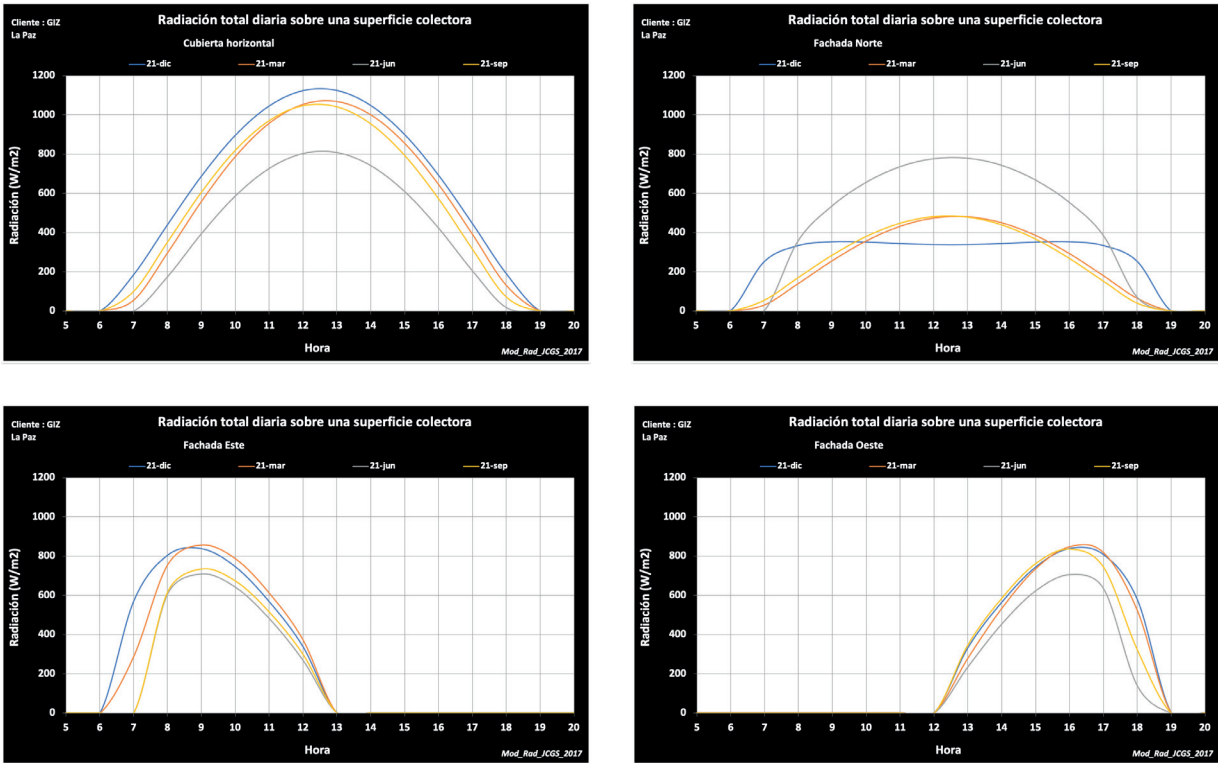 Cliente : GIZ
Radiación total diaria sobre una superficie colectora
La Paz
Cubierta horizontal
21-dic 21-mar 21-jun 21-sep
1200
1000
800
600
400
200
0
Radiación (W/m2)
5 6 7 8 9 10 11 12 13 14 15 16 17 18 19 20
Hora
Mod_Rad_JCGS_2017
Cliente : GIZ
Radiación total diaria sobre una superficie colectora
La Paz
Fachada Norte
21-dic 21-mar 21-jun 21-sep
1200
1000
800
600
400
200
0
Radiación (W/m2)
5 6 7 8 9 10 11 12 13 14 15 16 17 18 19 20
Hora
Mod_Rad_JCGS_2017
Cliente : GIZ
Radiación total diaria sobre una superficie colectora
La Paz
Fachada Este
21-dic 21-mar 21-jun 21-sep
1200
1000
800
600
400
200
0
Radiación (W/m2)
5 6 7 8 9 10 11 12 13 14 15 16 17 18 19 20
Hora
Mod_Rad_JCGS_2017
Cliente : GIZ
Radiación total diaria sobre una superficie colectora
La Paz
Fachada Oeste
21-dic 21-mar 21-jun 21-sep
1200
1000
800
600
400
200
0
Radiación (W/m2)
5 6 7 8 9 10 11 12 13 14 15 16 17 18 19 20
Hora
Mod_Rad_JCGS_2017